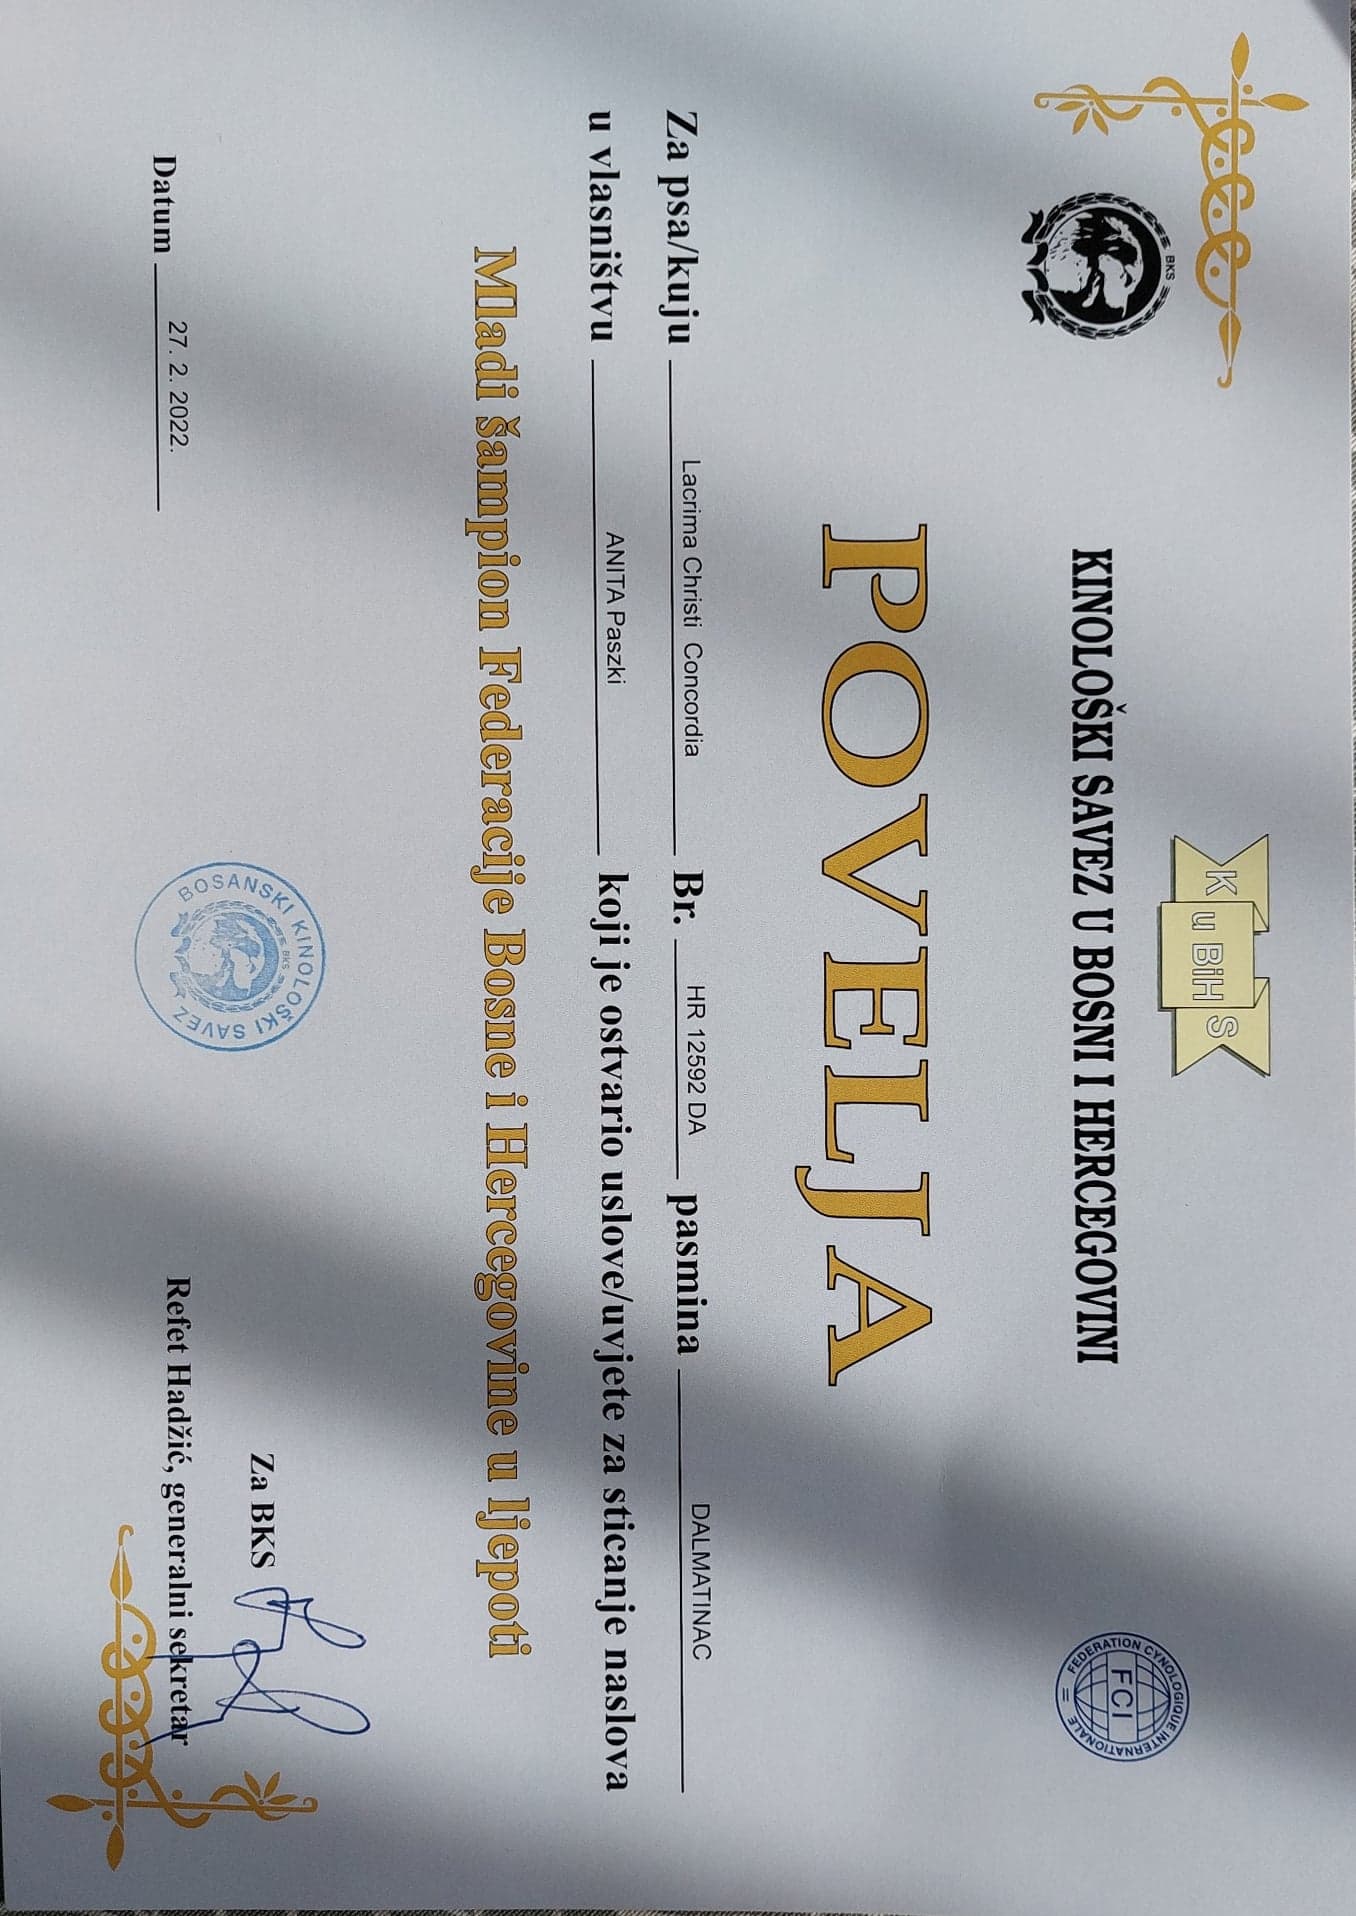 K u BiH S
BKS
KINOLOŠKI SAVEZ U BOSNI I HERCEGOVINI
FEDERATION CYNOLOGIQUE INTERNATIONALE
FCI
POVELJA
Za psa/kuju Lacrima Christi Concordia Br. HR 12592 DA pasmina DALMATINAC
u vlasništvu ANITA Paszki koji je ostvario uslove/uvjete za sticanje naslova
Mladi šampion Federacije Bosne i Hercegovine u ljepoti
Za BKS
BOSANSKI KINOLOŠKI SAVEZ
BKS
Datum 27. 2. 2022.
Refet Hadžić, generalni sekretar